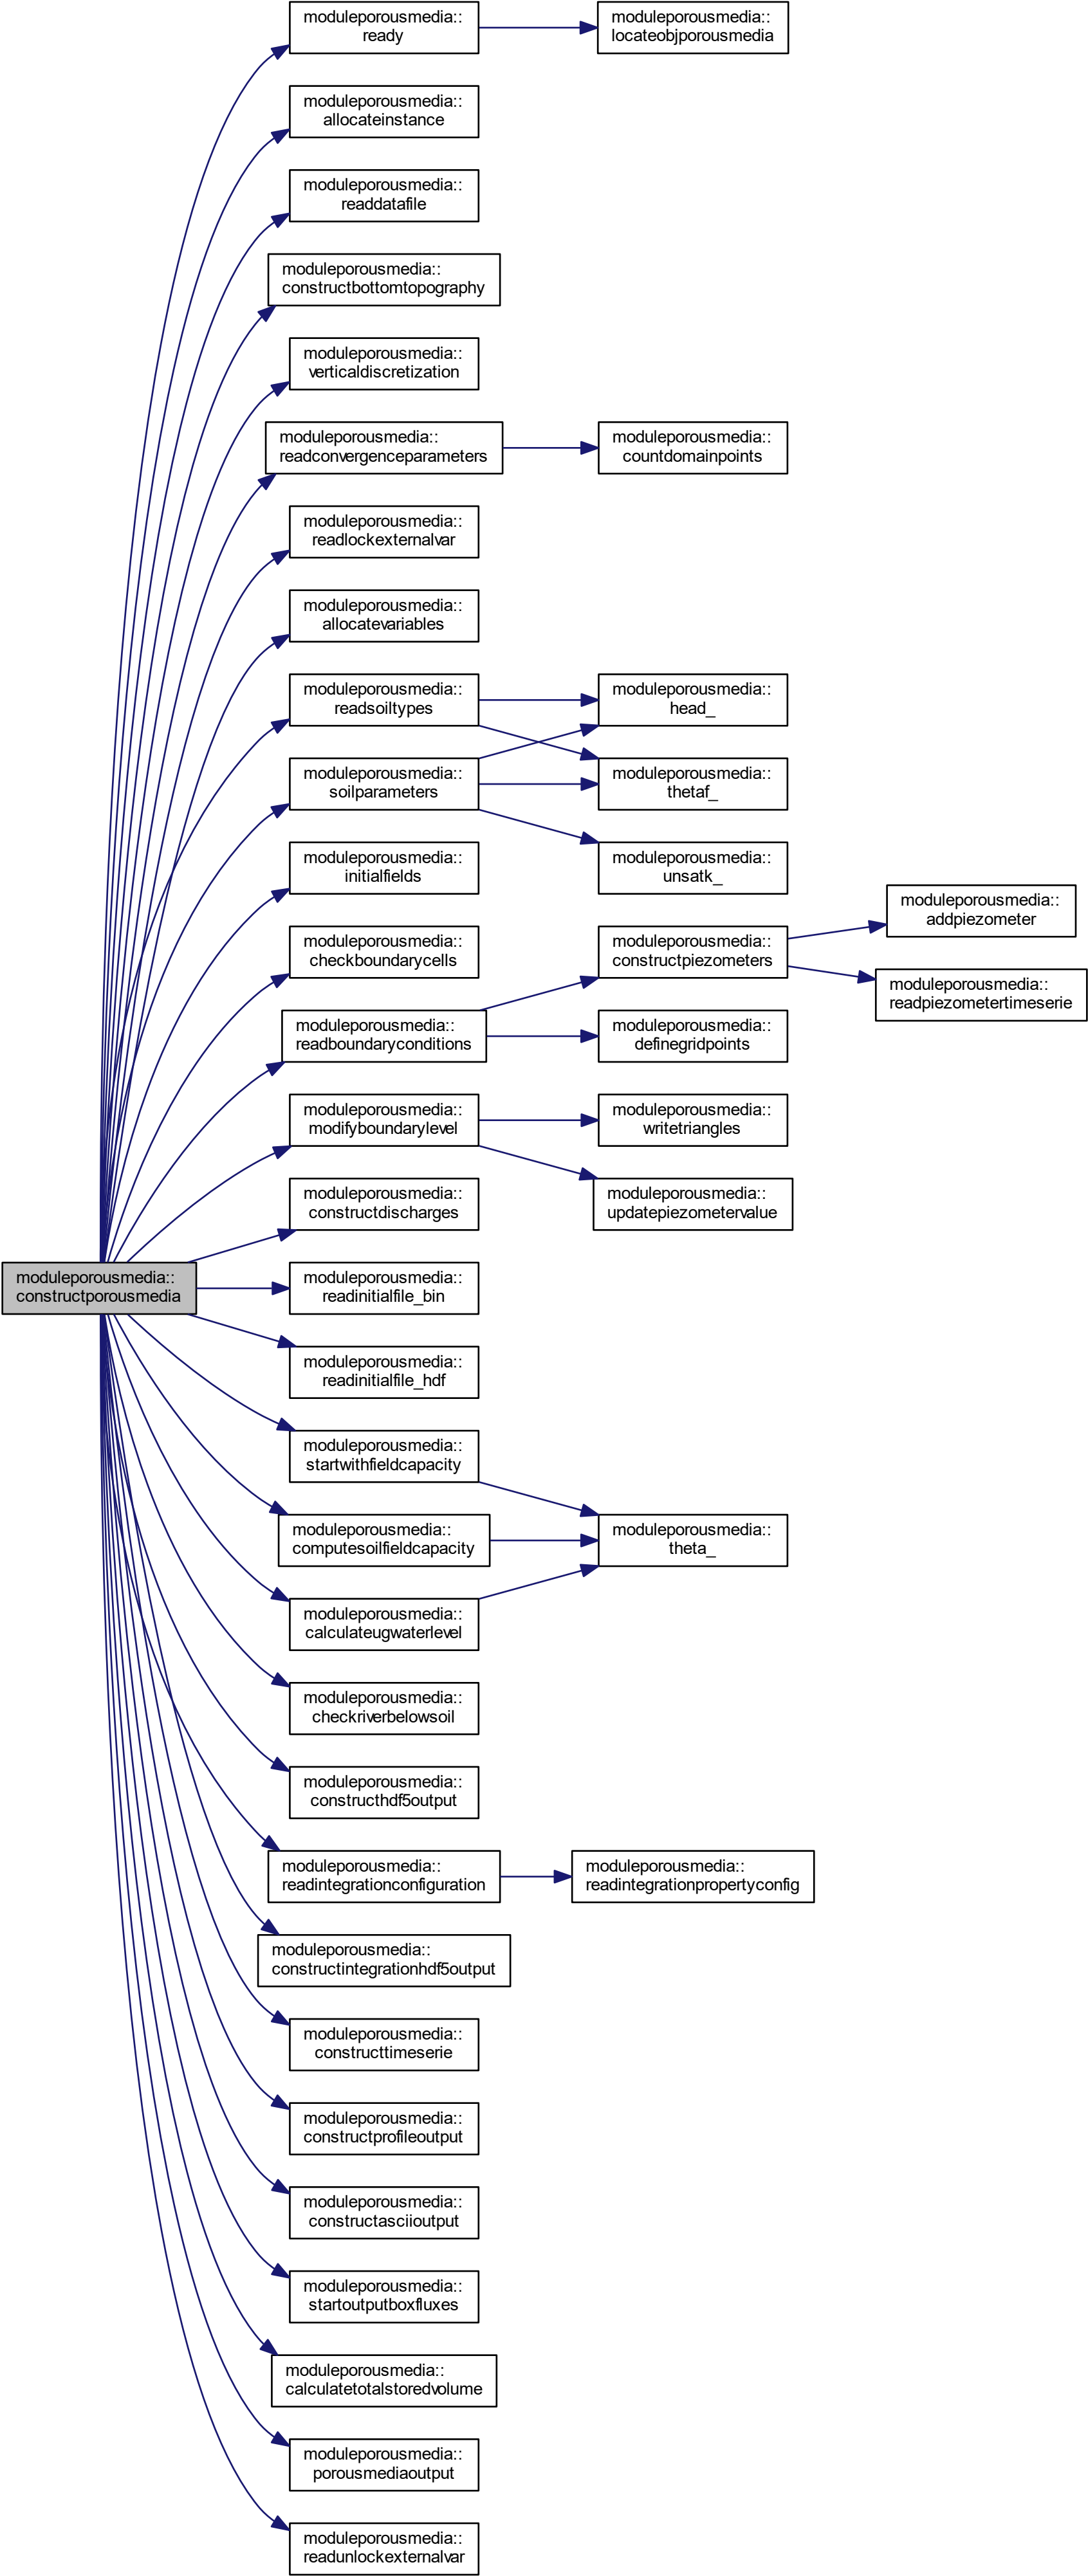 moduleporousmedia::
ready
moduleporousmedia::
locateobjporousmedia
moduleporousmedia::
allocateinstance
moduleporousmedia::
readdatafile
moduleporousmedia::
constructbottomtopography
moduleporousmedia::
verticaldiscretization
moduleporousmedia::
readconvergenceparameters
moduleporousmedia::
countdomainpoints
moduleporousmedia::
readlockexternalvar
moduleporousmedia::
allocatevariables
moduleporousmedia::
readsoiltypes
moduleporousmedia::
head_
moduleporousmedia::
soilparameters
moduleporousmedia::
thetaf_
moduleporousmedia::
initialfields
moduleporousmedia::
unsatk_
moduleporousmedia::
checkboundarycells
moduleporousmedia::
constructpiezometers
moduleporousmedia::
addpiezometer
moduleporousmedia::
readpiezometertimeserie
moduleporousmedia::
readboundaryconditions
moduleporousmedia::
definegridpoints
moduleporousmedia::
modifyboundarylevel
moduleporousmedia::
writetriangles
moduleporousmedia::
constructdischarges
moduleporousmedia::
updatepiezometervalue
moduleporousmedia::
constructporousmedia
moduleporousmedia::
readinitialfile_bin
moduleporousmedia::
readinitialfile_hdf
moduleporousmedia::
startwithfieldcapacity
moduleporousmedia::
computesoilfieldcapacity
moduleporousmedia::
theta_
moduleporousmedia::
calculateugwaterlevel
moduleporousmedia::
checkriverbelowsoil
moduleporousmedia::
constructhdf5output
moduleporousmedia::
readintegrationconfiguration
moduleporousmedia::
readintegrationpropertyconfig
moduleporousmedia::
constructintegrationhdf5output
moduleporousmedia::
constructtimeserie
moduleporousmedia::
constructprofileoutput
moduleporousmedia::
constructasciioutput
moduleporousmedia::
startoutputboxfluxes
moduleporousmedia::
calculatetotalstoredvolume
moduleporousmedia::
porousmediaoutput
moduleporousmedia::
readunlockexternalvar